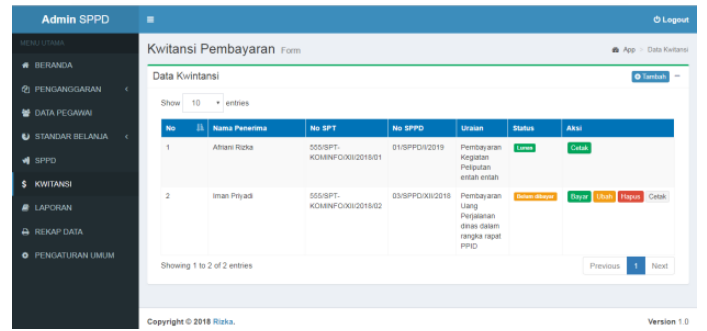 Admin SPPD
Logout
MENU UTAMA
Kwitansi Pembayaran Form
App > Data Kwitansi
BERANDA
PENGANGGARAN
DATA PEGAWAI
STANDAR BELANJA
SPPD
KWITANSI
LAPORAN
REKAP DATA
PENGATURAN UMUM
Data Kwintansi
Tambah
Show 10 entries
No Nama Penerima No SPT No SPPD Uraian Status Aksi
1 Afriani Rizka 555/SPT- 01/SPPD/I/2019 Pembayaran Lunas Cetak
KOMINFO/XII/2018/01 Kegiatan
Peliputan
entah entah
2 Iman Priyadi 555/SPT- 03/SPPD/XII/2018 Pembayaran Belum dibayar Bayar Ubah Hapus Cetak
KOMINFO/XII/2018/02 Uang
Perjalanan
dinas dalam
rangka rapat
PPID
Showing 1 to 2 of 2 entries
Previous 1 Next
Copyright © 2018 Rizka.
Version 1.0